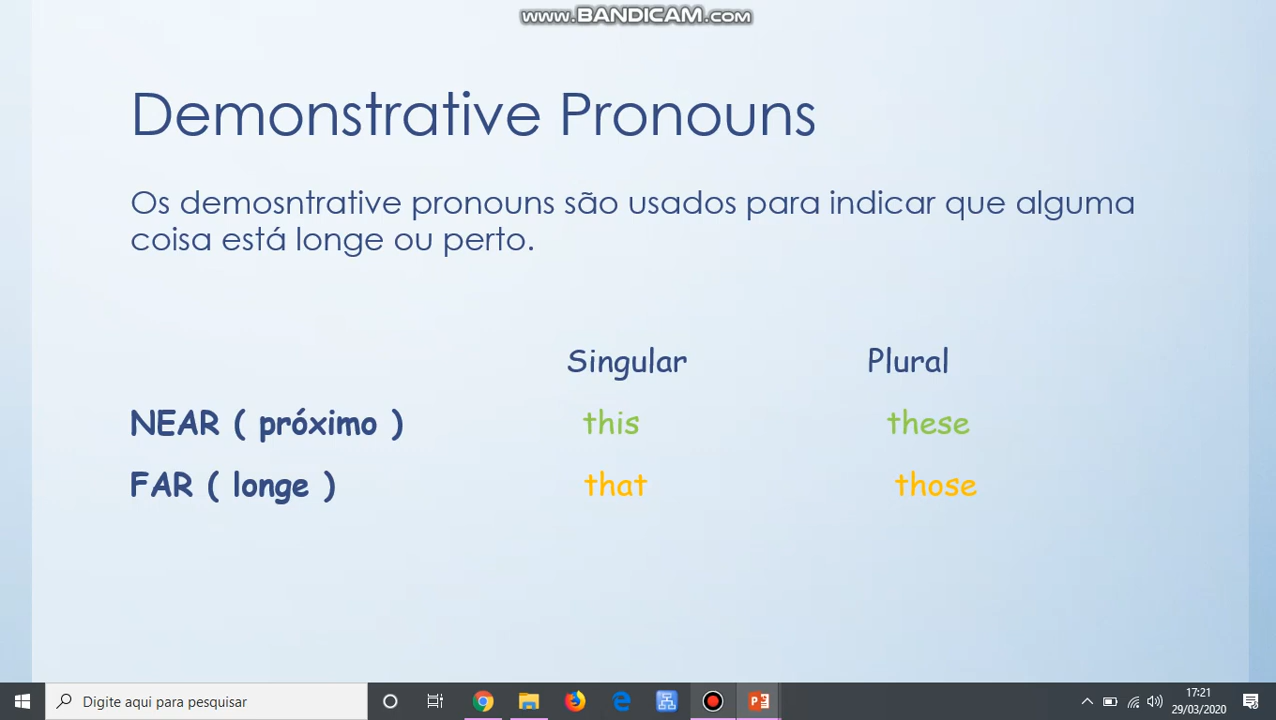 www.BANDICAM.com
Demonstrative Pronouns
Os demosntrative pronouns são usados para indicar que alguma
coisa está longe ou perto.
Singular Plural
NEAR ( próximo ) this these
FAR ( longe ) that those
Digite aqui para pesquisar
17:21
29/03/2020